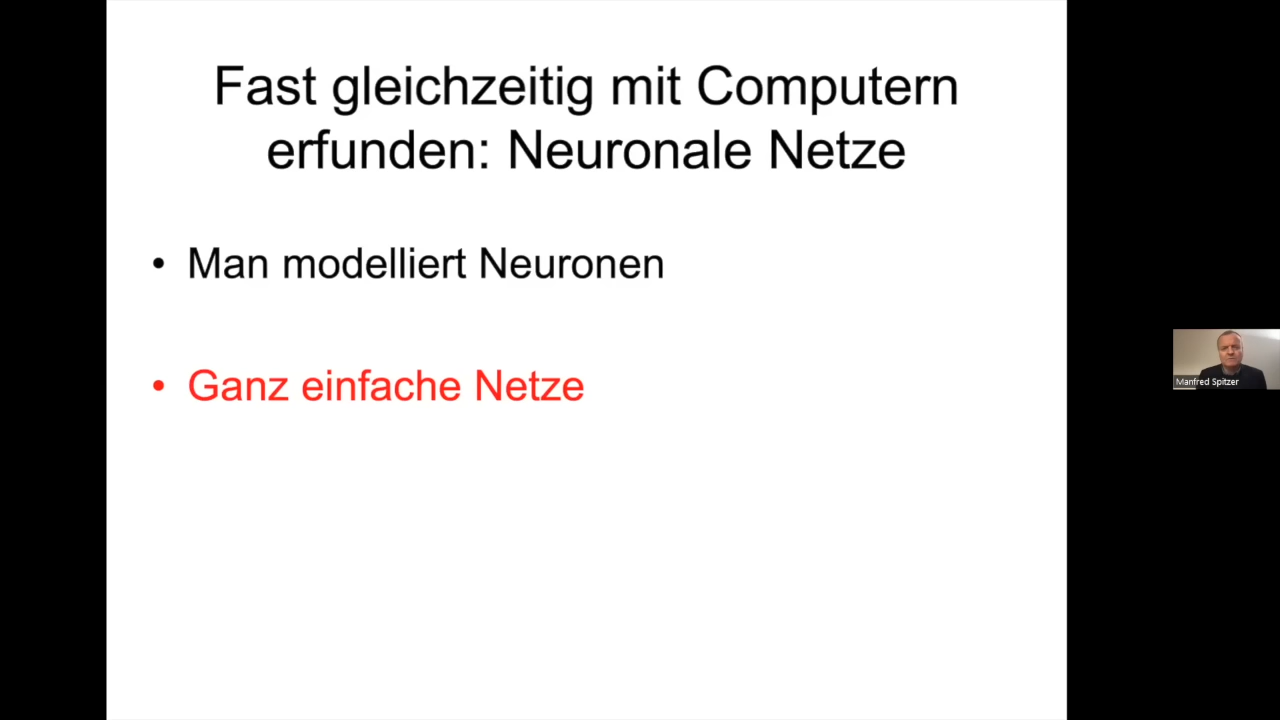 Fast gleichzeitig mit Computern
erfunden: Neuronale Netze
• Man modelliert Neuronen
• Ganz einfache Netze
Manfred Spitzer